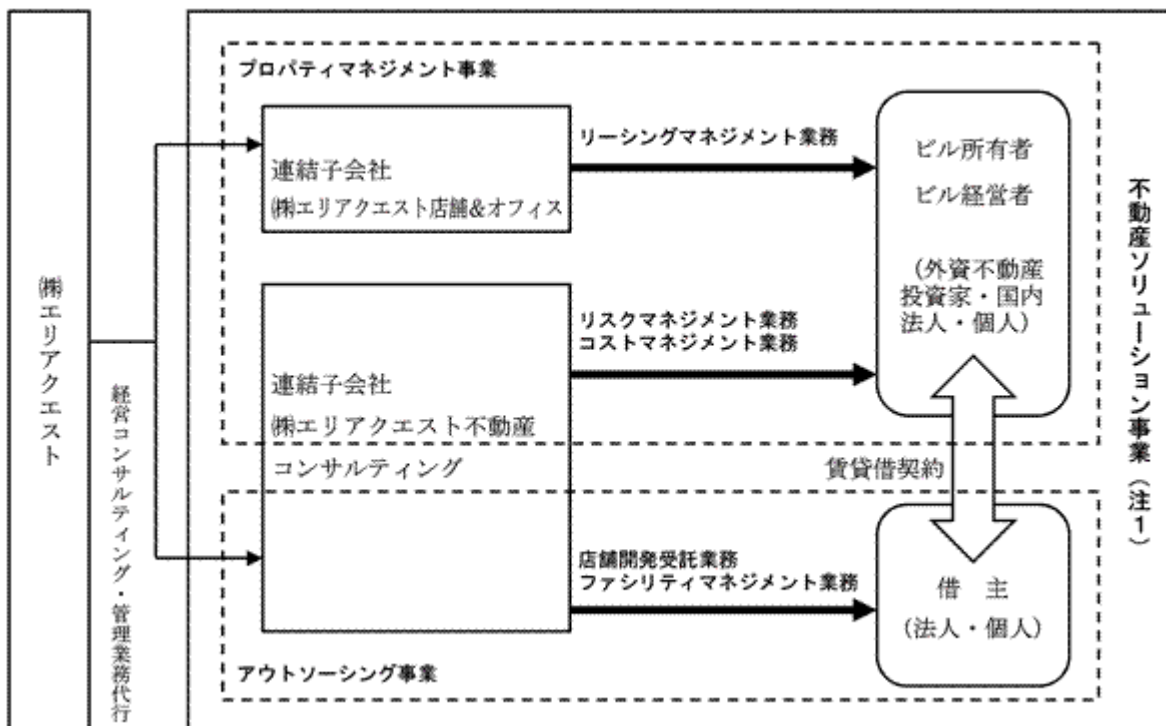 ㈱エリアクエスト
経営コンサルティング・管理業務代行
プロパティマネジメント事業
連結子会社
㈱エリアクエスト店舗&オフィス
リーシングマネジメント業務
ビル所有者
ビル経営者
（外資不動産
投資家・国内
法人・個人）
リスクマネジメント業務
コストマネジメント業務
連結子会社
㈱エリアクエスト不動産
コンサルティング
賃貸借契約
店舗開発受託業務
ファシリティマネジメント業務
借　主
（法人・個人）
アウトソーシング事業
不動産ソリューション事業（注１）